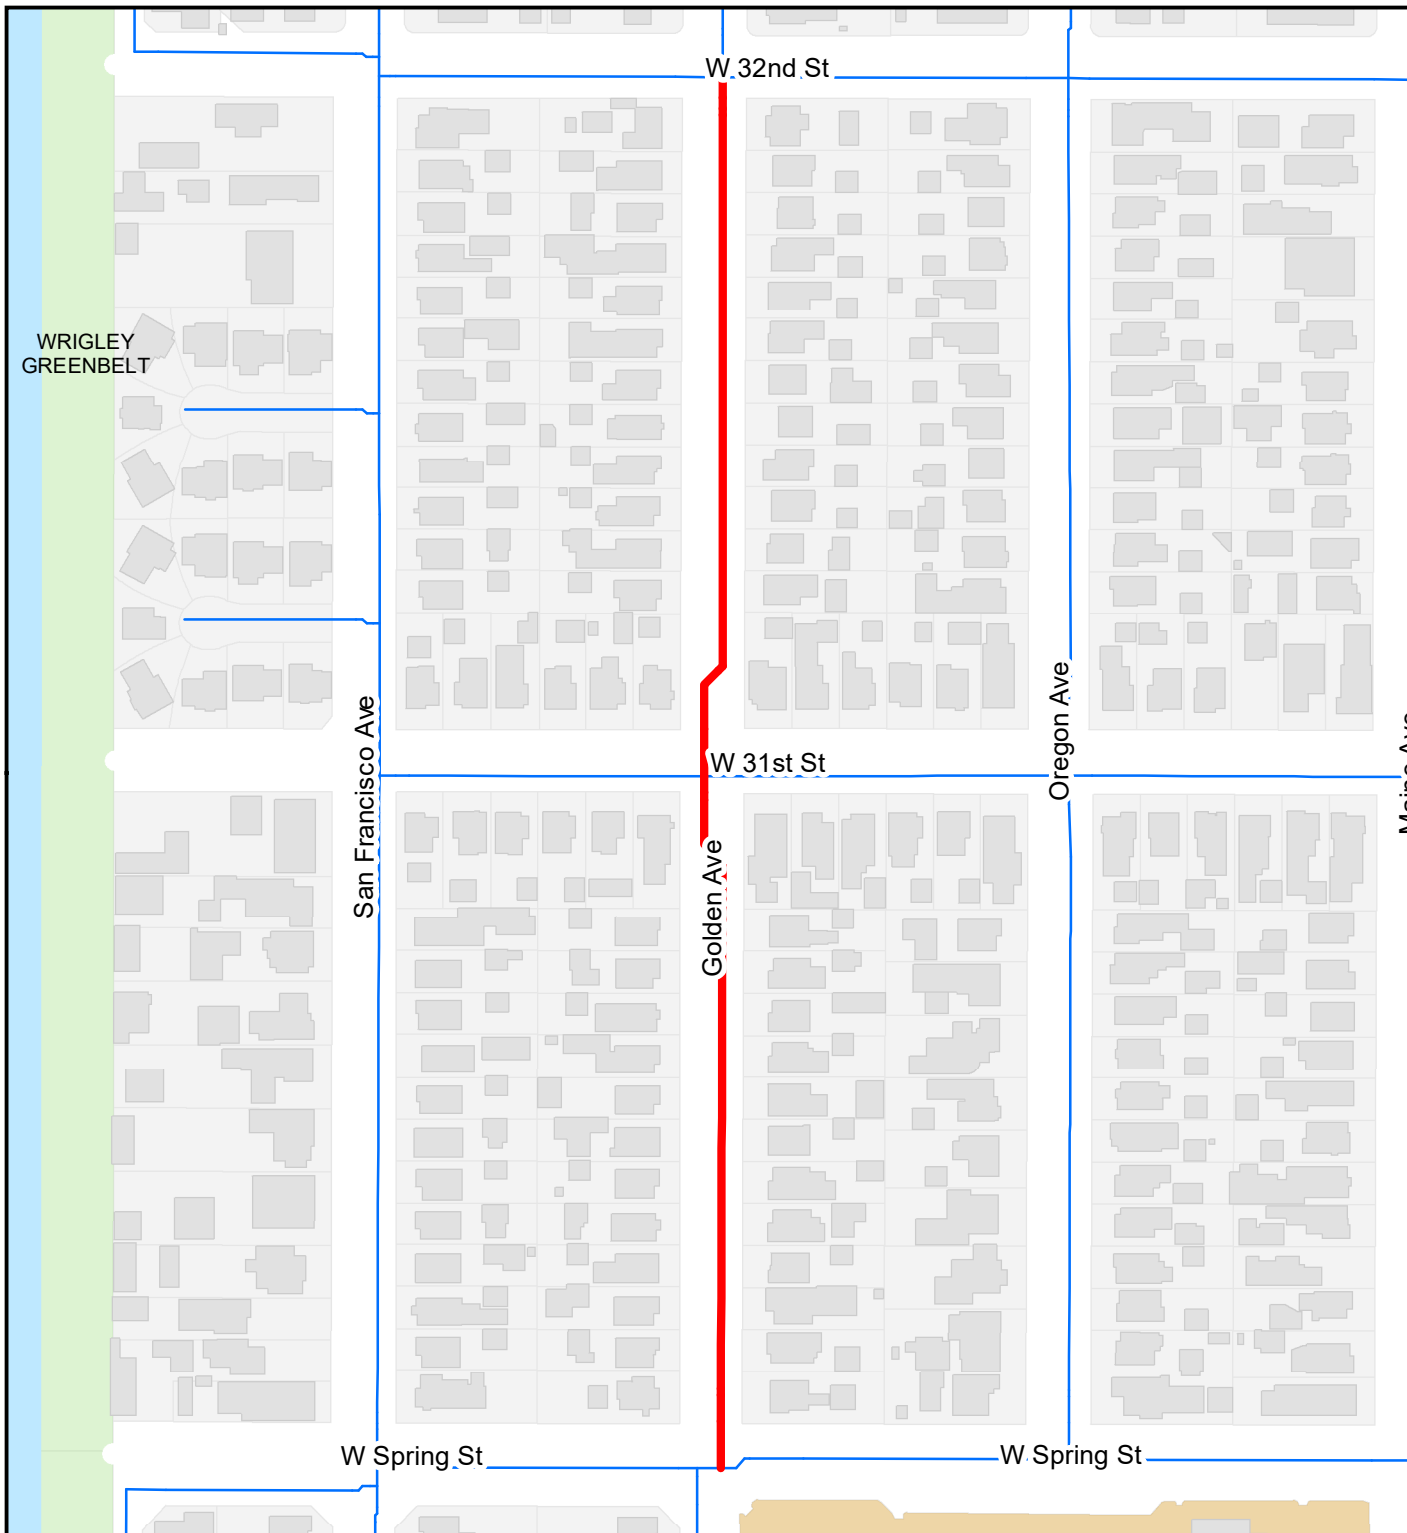 W 32nd St
WRIGLEY
GREENBELT
San Francisco Ave
Oregon Ave
W 31st St
Golden Ave
W Spring St
W Spring St